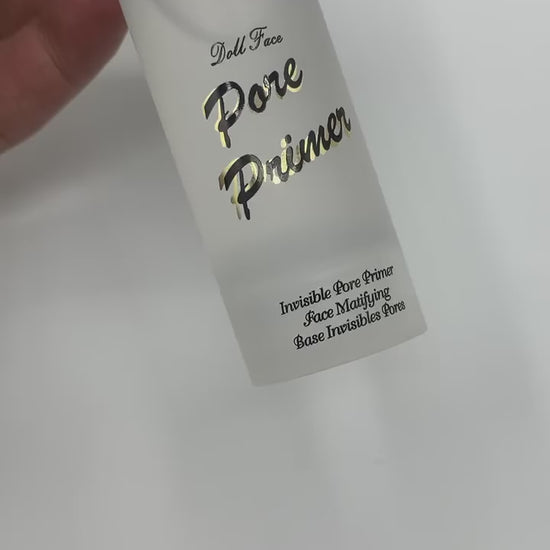 Doll Face
Pore
Primer
Invisible Pore Primer
Face Matifying
Base Invisibles Pores